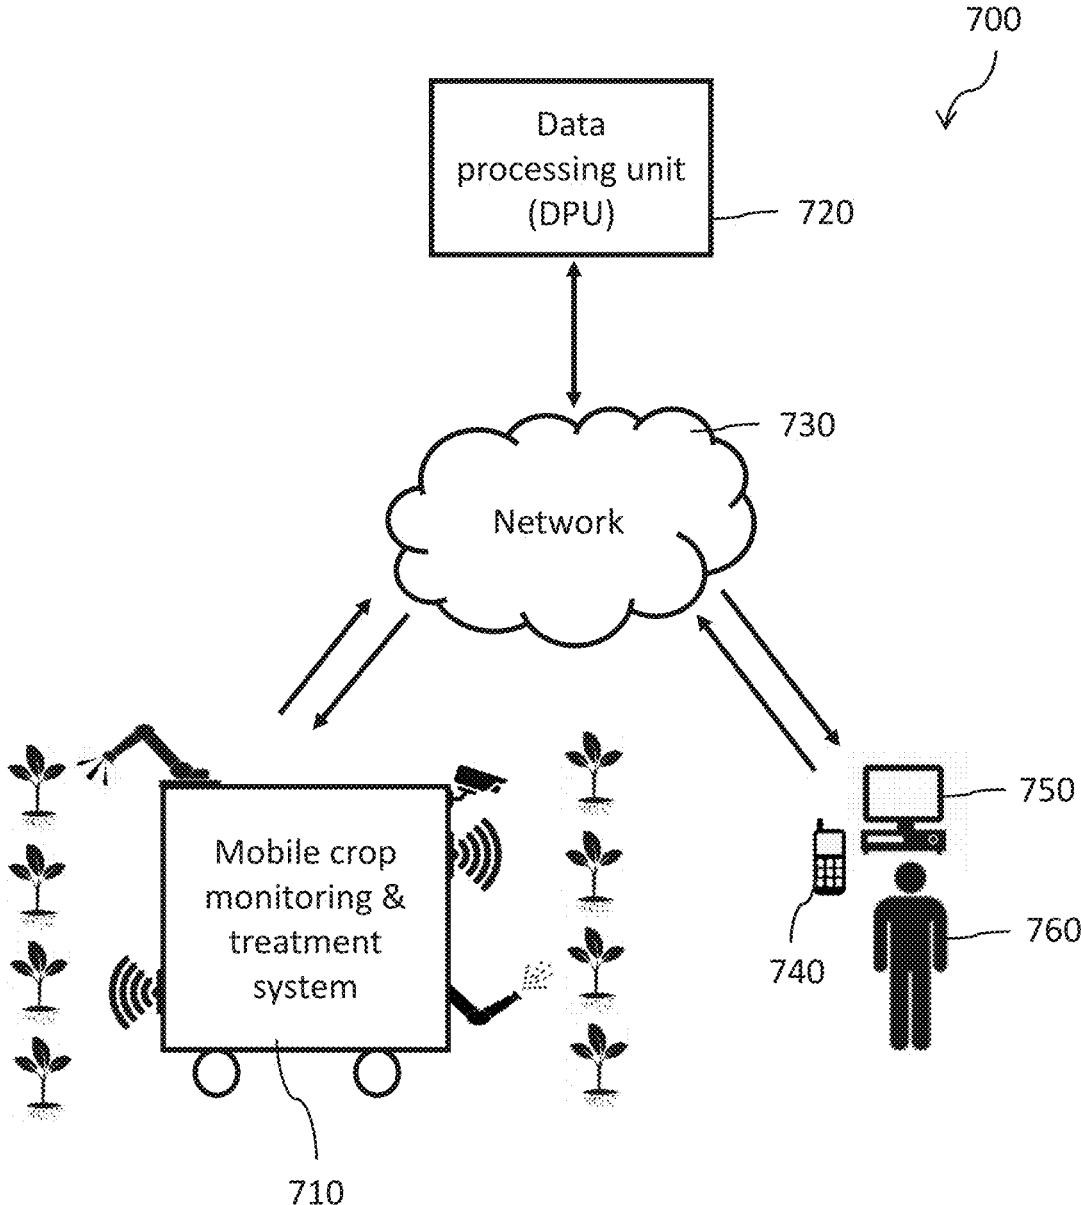 700
Data
processing unit
(DPU)
720
730
Network
750
Mobile crop
monitoring &
treatment
system
760
740
710